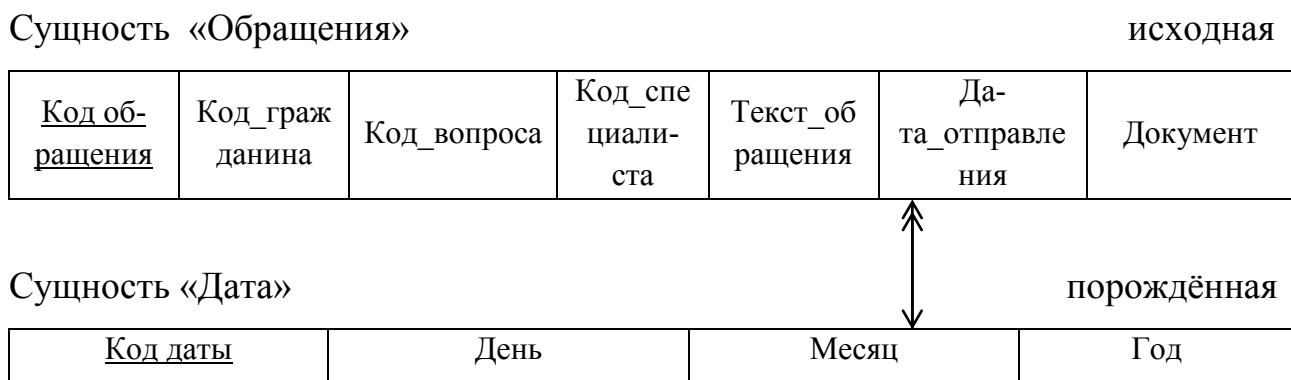 Сущность «Обращения» исходная
Код об-
ращения
Код_граж
данина
Код_вопроса
Код_спе
циали-
ста
Текст_об
ращения
Да-
та_отправле
ния
Документ
Сущность «Дата» порождённая
Код даты День Месяц Год